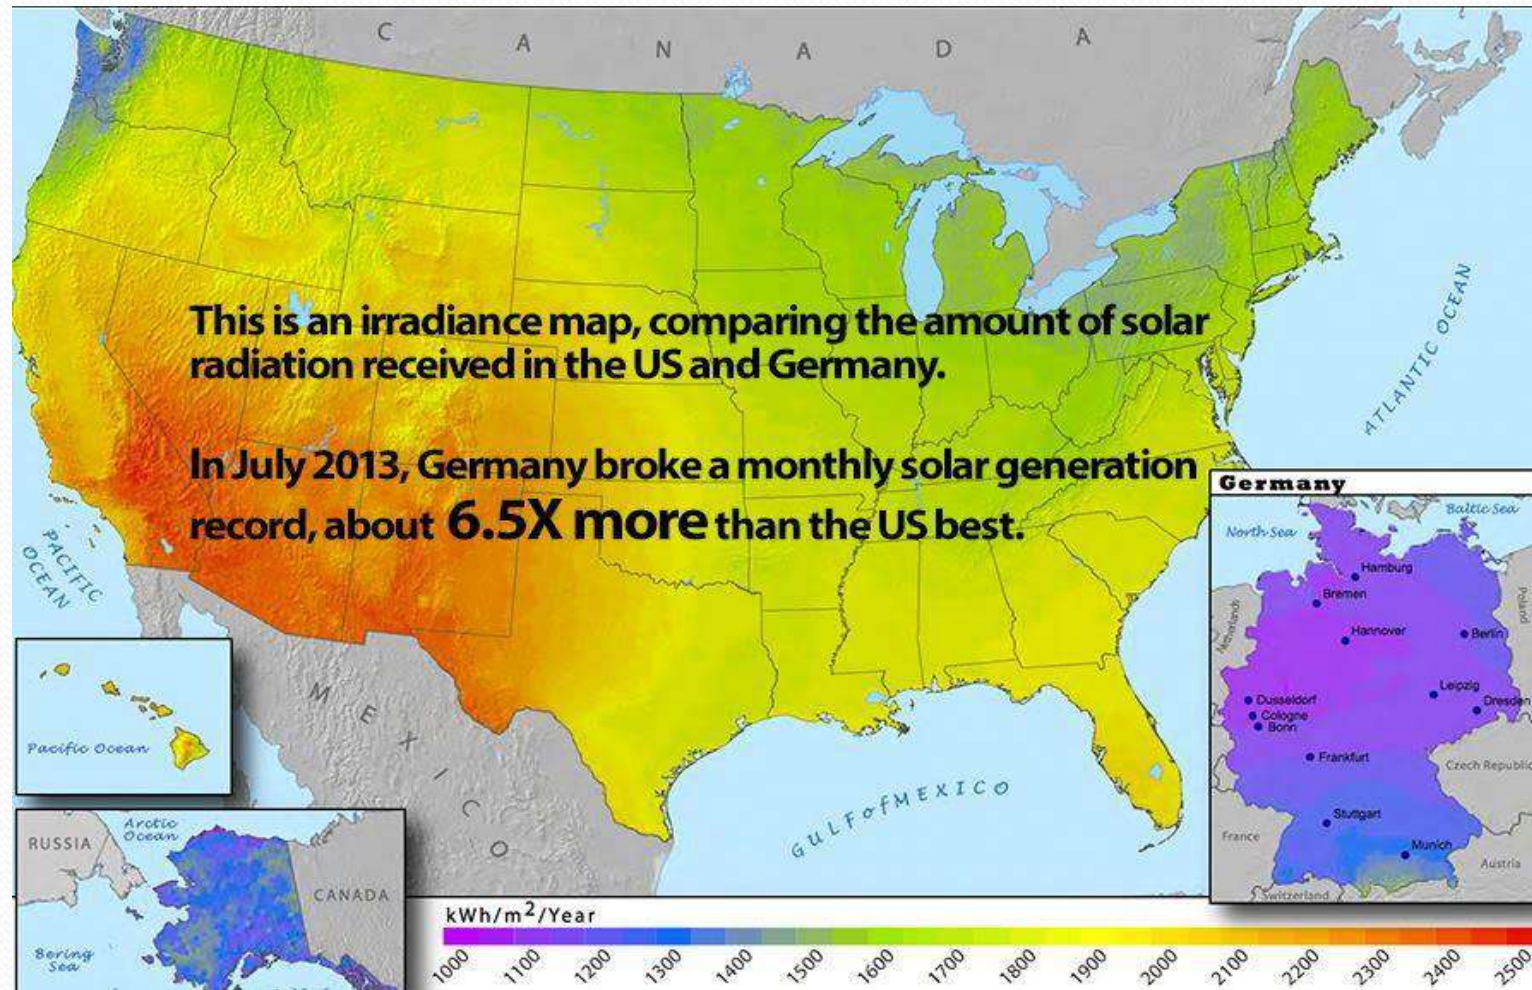 C A N A D A
This is an irradiance map, comparing the amount of solar
radiation received in the US and Germany.
In July 2013, Germany broke a monthly solar generation
record, about 6.5X more than the US best.
ATLANTIC OCEAN
PACIFIC
OCEAN
MEXICO
GULF of MEXICO
Pacific Ocean
RUSSIA
Arctic
Ocean
CANADA
Bering
Sea
Germany
North Sea
Baltic Sea
Hamburg
Bremen
Netherlands
Poland
Hannover
Berlin
Leipzig
Dusseldorf
Dresden
Cologne
Bonn
Frankfurt
Czech Republic
Stuttgart
France
Munich
Austria
Switzerland
kWh/m²/Year
1000 1100 1200 1300 1400 1500 1600 1700 1800 1900 2000 2100 2200 2300 2400 2500